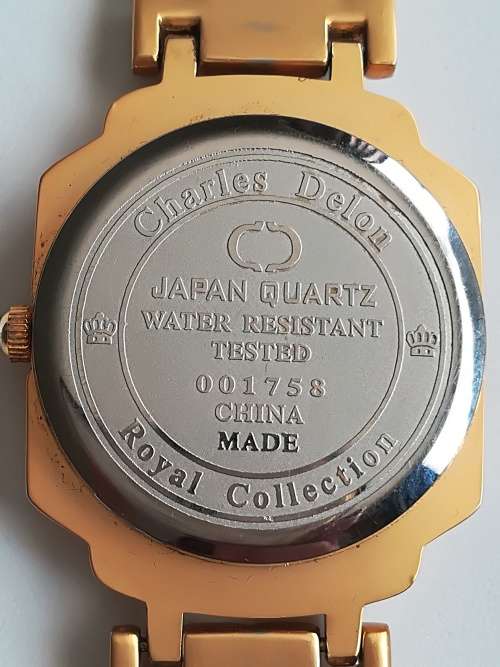 Charles Delon
JAPAN QUARTZ
WATER RESISTANT
TESTED
001758
CHINA
MADE
Royal Collection